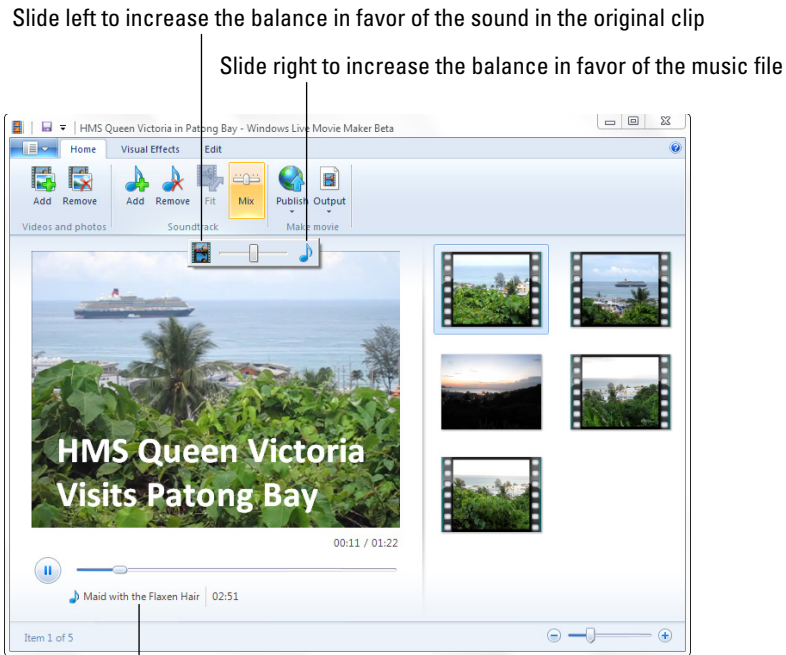 Slide left to increase the balance in favor of the sound in the original clip
Slide right to increase the balance in favor of the music file
HMS Queen Victoria in Patong Bay - Windows Live Movie Maker Beta
Home Visual Effects Edit
Add Remove Add Remove Fit Mix Publish Output
Videos and photos Soundtrack Make movie
HMS Queen Victoria
Visits Patong Bay
00:11 / 01:22
Maid with the Flaxen Hair 02:51
Item 1 of 5